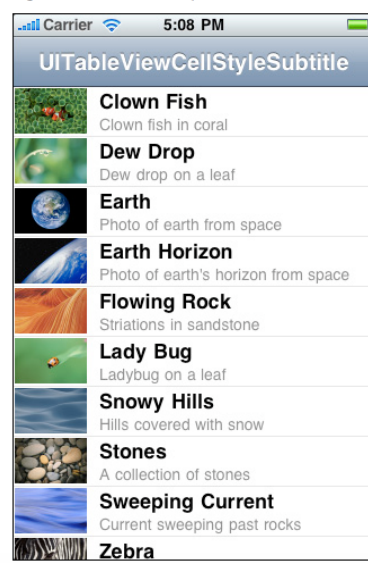 Carrier 5:08 PM
UITableViewCellStyleSubtitle
Clown Fish
Clown fish in coral
Dew Drop
Dew drop on a leaf
Earth
Photo of earth from space
Earth Horizon
Photo of earth's horizon from space
Flowing Rock
Striations in sandstone
Lady Bug
Ladybug on a leaf
Snowy Hills
Hills covered with snow
Stones
A collection of stones
Sweeping Current
Current sweeping past rocks
Zebra